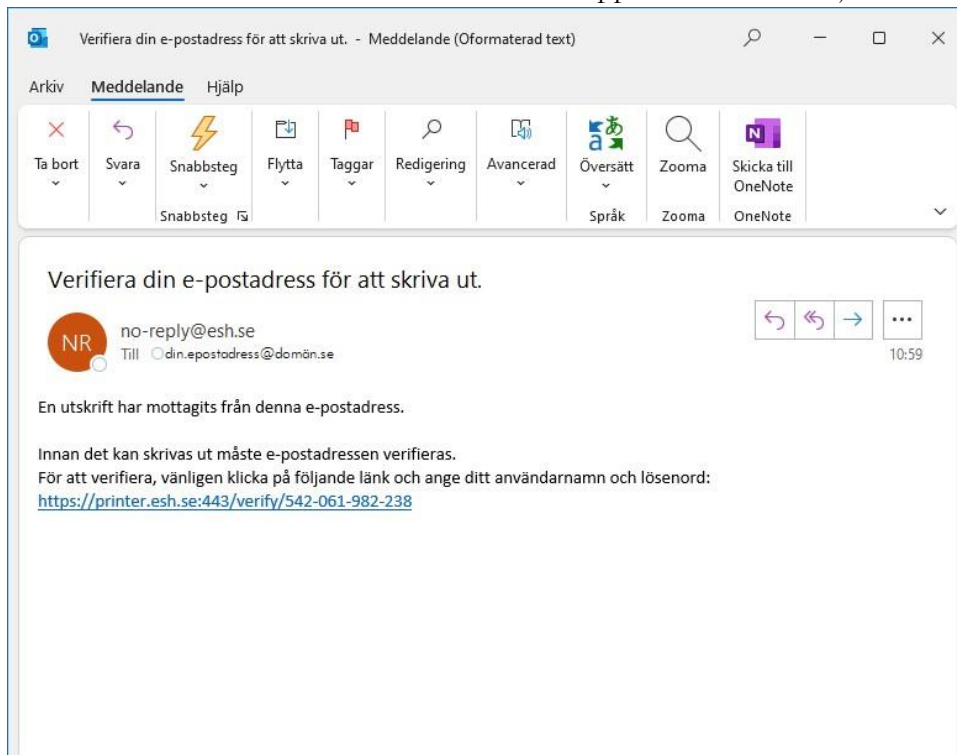 Verifiera din e-postadress för att skriva ut. - Meddelande (Oformaterad text)
Arkiv Meddelande Hjälp
Ta bort Svara Snabbsteg Flytta Taggar Redigering Avancerad Översätt Zooma Skicka till
OneNote
Snabbsteg Språk Zooma OneNote
Verifiera din e-postadress för att skriva ut.
NR no-reply@esh.se
Till din.epostadress@domän.se
10:59
En utskrift har mottagits från denna e-postadress.
Innan det kan skrivas ut måste e-postadressen verifieras.
För att verifiera, vänligen klicka på följande länk och ange ditt användarnamn och lösenord:
https://printer.esh.se:443/verify/542-061-982-238